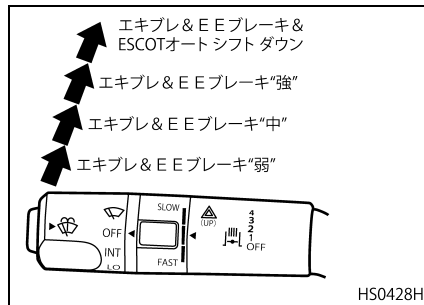 エキブレ＆ＥＥブレーキ＆
ESCOTオート シフト ダウン
エキブレ＆ＥＥブレーキ“強”
エキブレ＆ＥＥブレーキ“中”
エキブレ＆ＥＥブレーキ“弱”
OFF
INT
LO
SLOW
FAST
(UP)
4
3
2
1
OFF
HS0428H